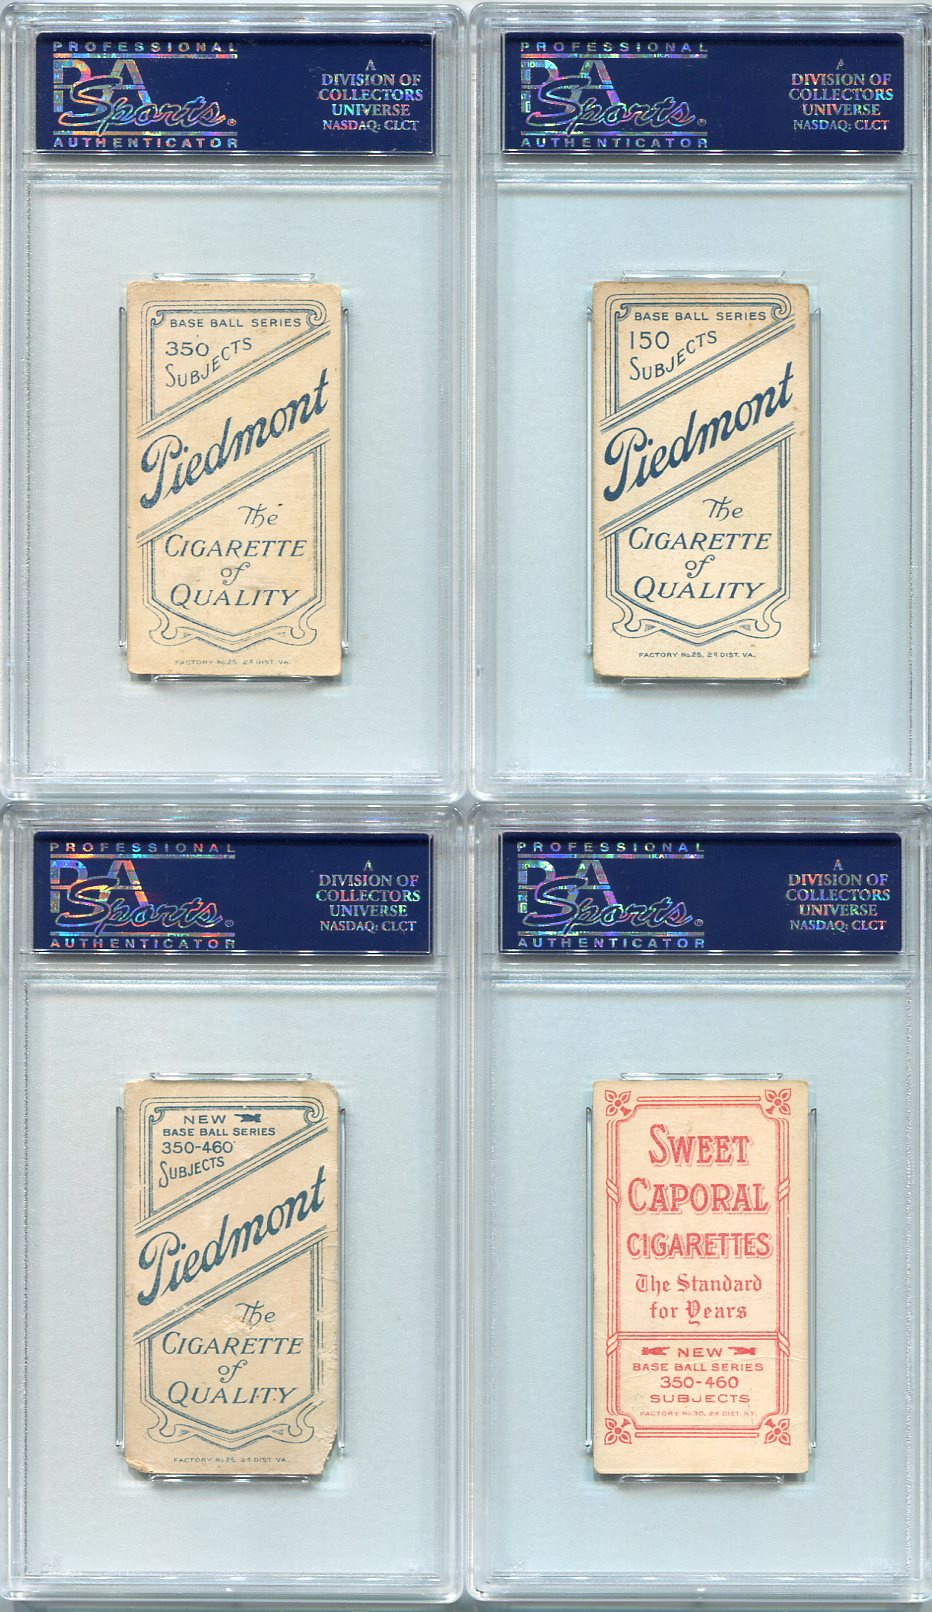 PROFESSIONAL
PSA
Sports.
AUTHENTICATOR
A
DIVISION OF
COLLECTORS
UNIVERSE
NASDAQ: CLCT
BASE BALL SERIES
350
SUBJECTS
Piedmont
The
CIGARETTE
of
QUALITY
FACTORY No. 25, 2d DIST. VA.
PROFESSIONAL
PSA
Sports.
AUTHENTICATOR
A
DIVISION OF
COLLECTORS
UNIVERSE
NASDAQ: CLCT
BASE BALL SERIES
150
SUBJECTS
Piedmont
The
CIGARETTE
of
QUALITY
FACTORY No. 25, 2d DIST. VA.
PROFESSIONAL
PSA
Sports.
AUTHENTICATOR
A
DIVISION OF
COLLECTORS
UNIVERSE
NASDAQ: CLCT
NEW
BASE BALL SERIES
350-460
SUBJECTS
Piedmont
The
CIGARETTE
of
QUALITY
FACTORY No. 25, 2d DIST. VA.
PROFESSIONAL
PSA
Sports.
AUTHENTICATOR
A
DIVISION OF
COLLECTORS
UNIVERSE
NASDAQ: CLCT
SWEET
CAPORAL
CIGARETTES
The Standard
for Years
NEW
BASE BALL SERIES
350-460
SUBJECTS
FACTORY No. 30, 2d DIST. N.Y.